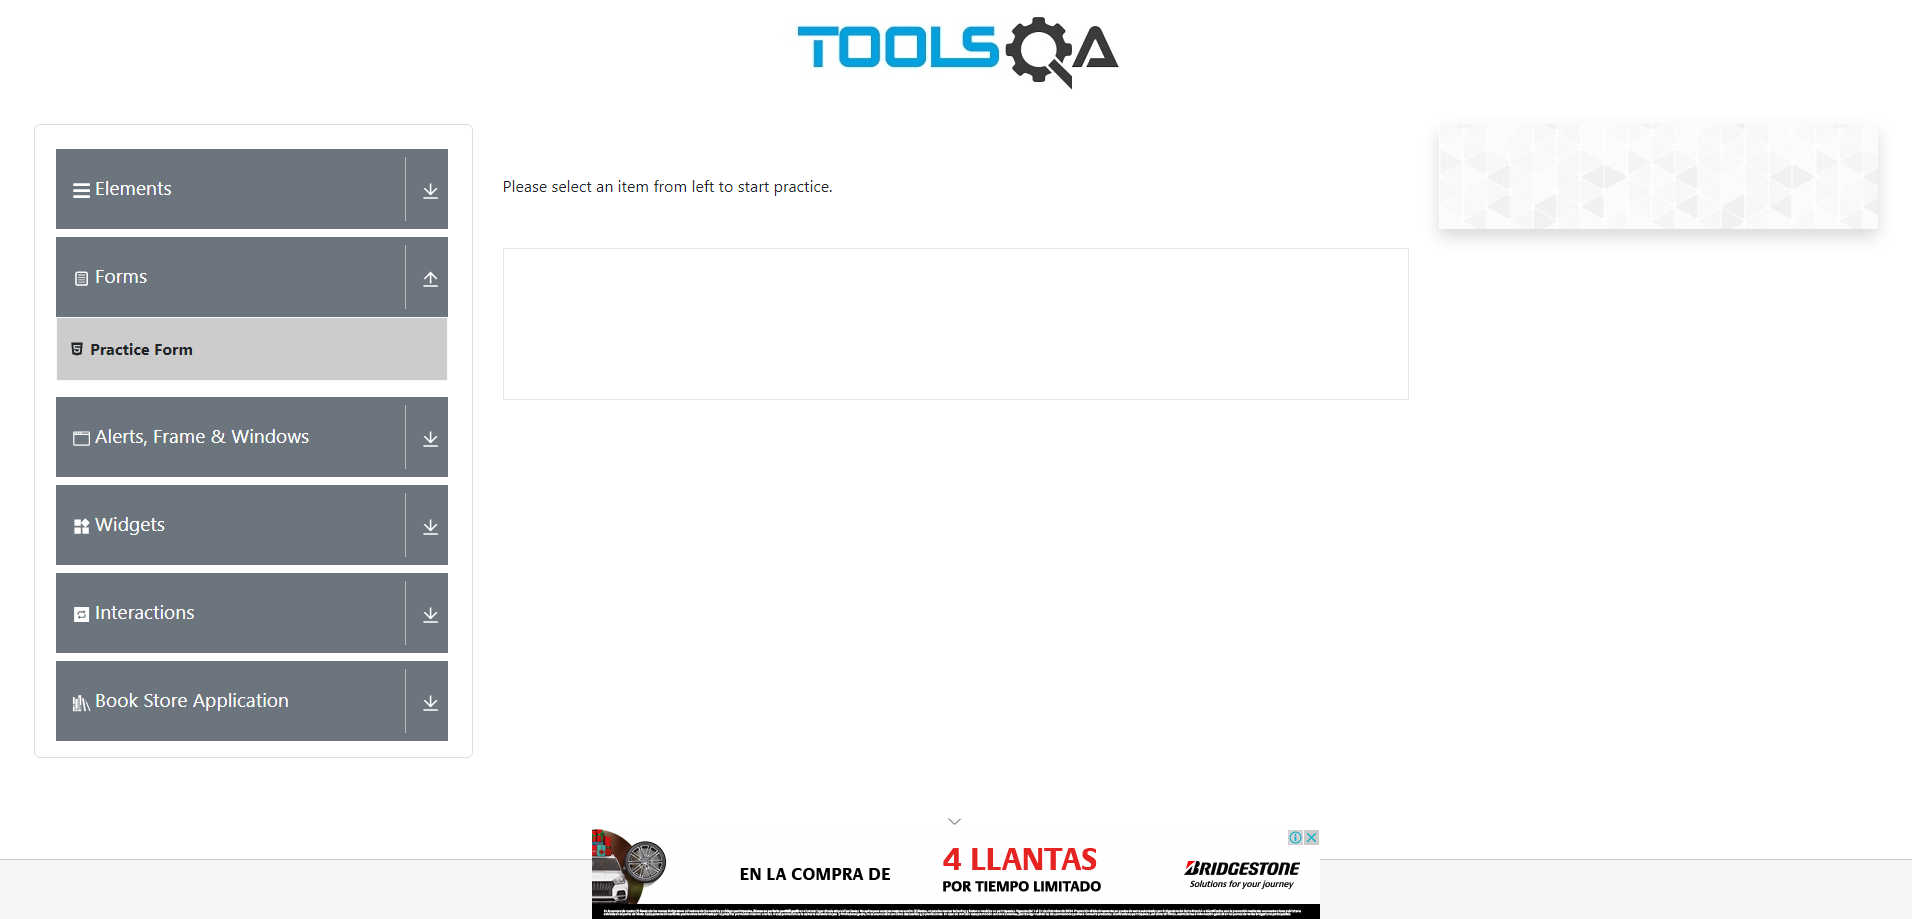 TOOLSQA
Elements
Forms
Practice Form
Alerts, Frame & Windows
Widgets
Interactions
Book Store Application
Please select an item from left to start practice.
EN LA COMPRA DE
4 LLANTAS
POR TIEMPO LIMITADO
BRIDGESTONE
Solutions for your journey